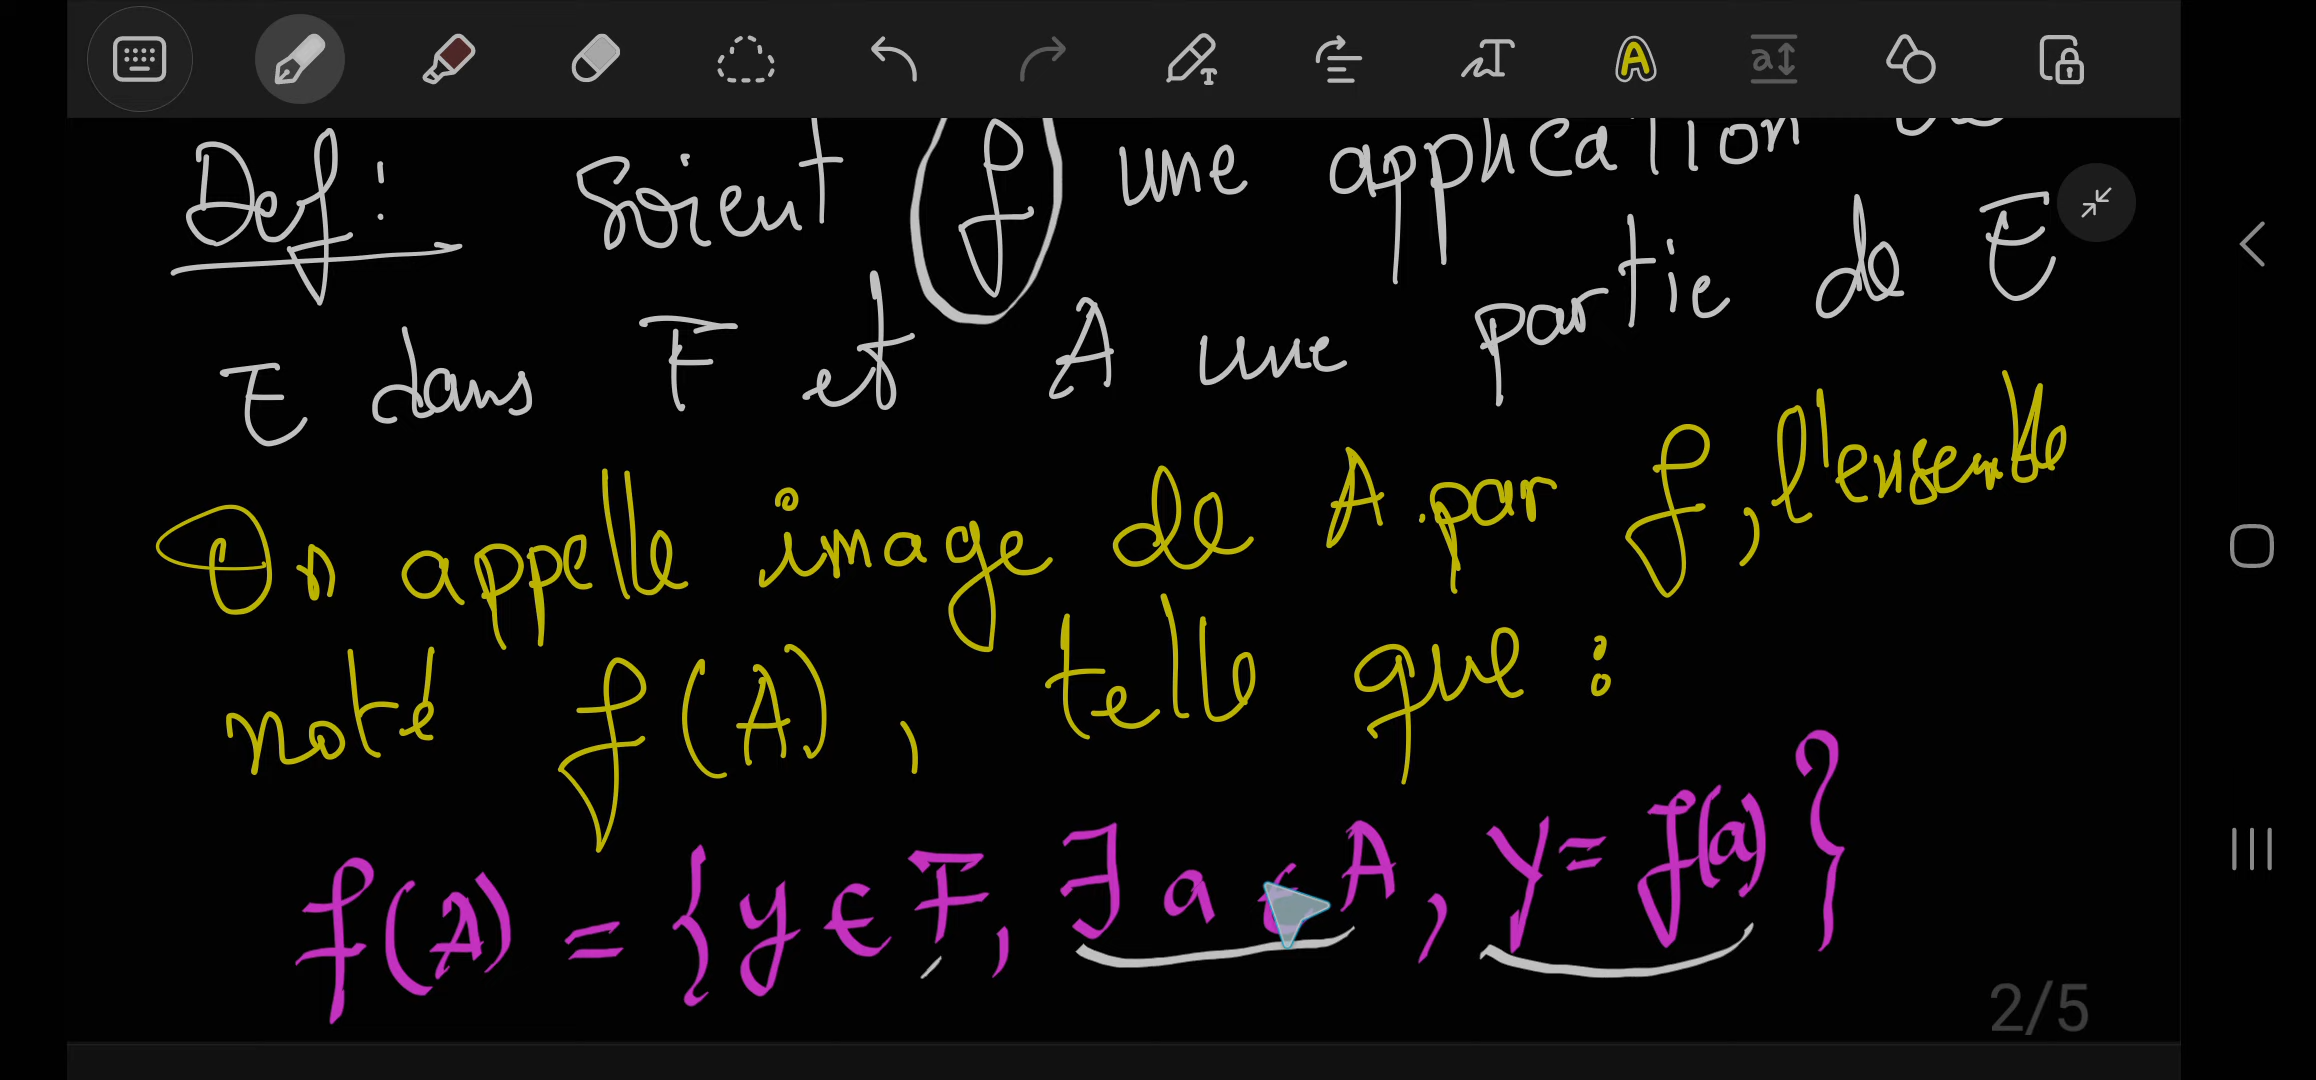 Def: Soient f une application de
E dans F et A une partie de E
On appelle image de A par f, l'ensemble
noté f(A), telle que :
f(A) = {y ∈ F, ∃ a ∈ A, y = f(a)}
2/5